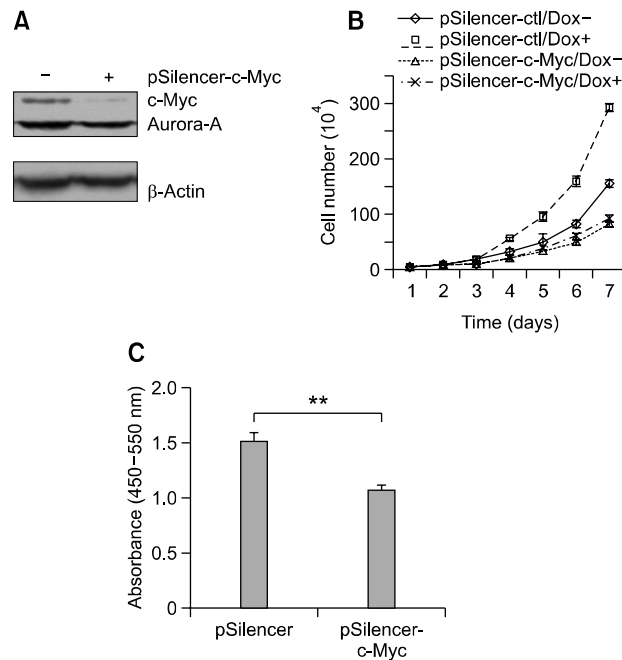 A
− + pSilencer-c-Myc
c-Myc
Aurora-A
β-Actin
B
pSilencer-ctl/Dox−
pSilencer-ctl/Dox+
pSilencer-c-Myc/Dox−
pSilencer-c-Myc/Dox+
Cell number (10⁴)
300
200
100
0
1 2 3 4 5 6 7
Time (days)
C
Absorbance (450−550 nm)
2.0
1.5
1.0
0.5
0
**
pSilencer
pSilencer-
c-Myc